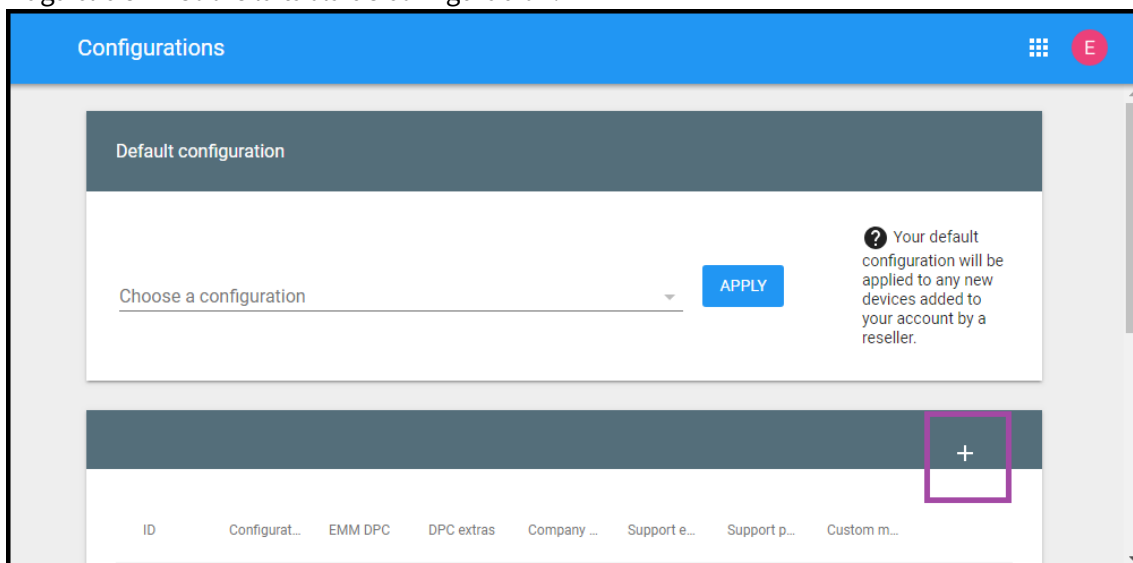 Configurations
E
Default configuration
Choose a configuration
APPLY
? Your default
configuration will be
applied to any new
devices added to
your account by a
reseller.
+
ID Configurat... EMM DPC DPC extras Company ... Support e... Support p... Custom m...